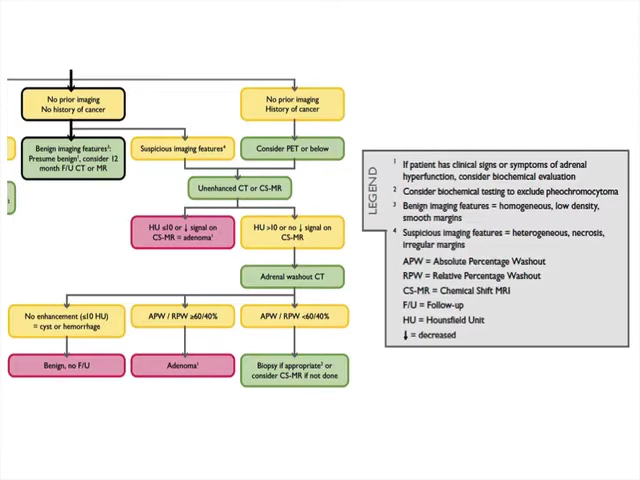 No prior imaging
No history of cancer
No prior imaging
History of cancer
Benign imaging features³:
Presume benign¹, consider 12
month F/U CT or MR
Suspicious imaging features⁴
Consider PET or below
Unenhanced CT or CS-MR
HU ≤10 or ↓ signal on
CS-MR = adenoma¹
HU >10 or no ↓ signal on
CS-MR
Adrenal washout CT
No enhancement (≤10 HU)
= cyst or hemorrhage
APW / RPW ≥60/40%
APW / RPW <60/40%
Benign, no F/U
Adenoma¹
Biopsy if appropriate² or
consider CS-MR if not done
LEGEND
¹ If patient has clinical signs or symptoms of adrenal
hyperfunction, consider biochemical evaluation
² Consider biochemical testing to exclude pheochromocytoma
³ Benign imaging features = homogeneous, low density,
smooth margins
⁴ Suspicious imaging features = heterogeneous, necrosis,
irregular margins
APW = Absolute Percentage Washout
RPW = Relative Percentage Washout
CS-MR = Chemical Shift MRI
F/U = Follow-up
HU = Hounsfield Unit
↓ = decreased